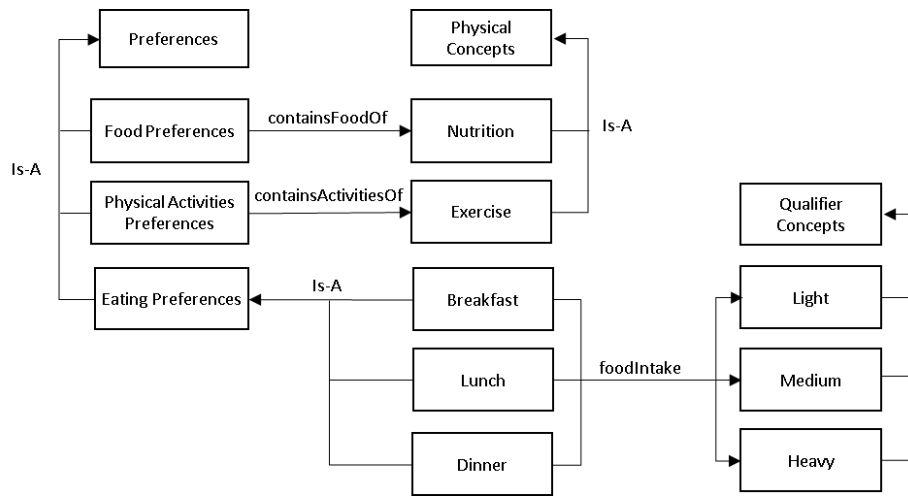 Preferences
Physical
Concepts
Food Preferences
containsFoodOf
Nutrition
Is-A
Is-A
Physical Activities
Preferences
containsActivitiesOf
Exercise
Qualifier
Concepts
Eating Preferences
Is-A
Breakfast
Light
Lunch
foodIntake
Medium
Dinner
Heavy